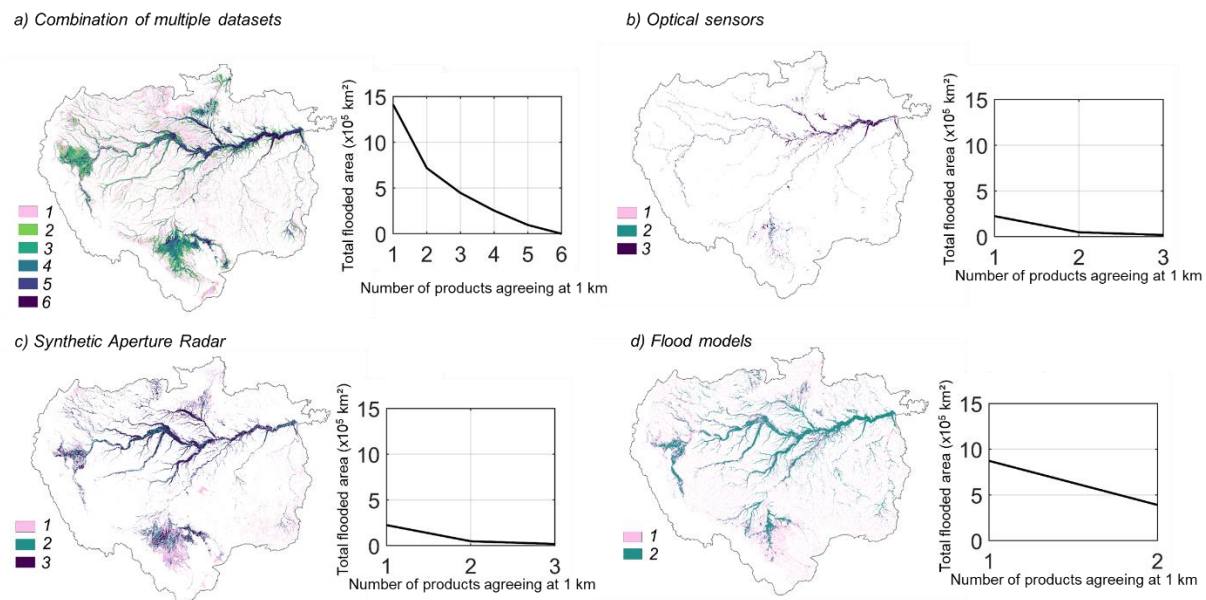 a) Combination of multiple datasets
1
2
3
4
5
6
Total flooded area (x10⁵ km²)
15
10
5
0
1 2 3 4 5 6
Number of products agreeing at 1 km
b) Optical sensors
1
2
3
Total flooded area (x10⁵ km²)
15
10
5
0
1 2 3
Number of products agreeing at 1 km
c) Synthetic Aperture Radar
1
2
3
Total flooded area (x10⁵ km²)
15
10
5
0
1 2 3
Number of products agreeing at 1 km
d) Flood models
1
2
Total flooded area (x10⁵ km²)
15
10
5
0
1 2
Number of products agreeing at 1 km